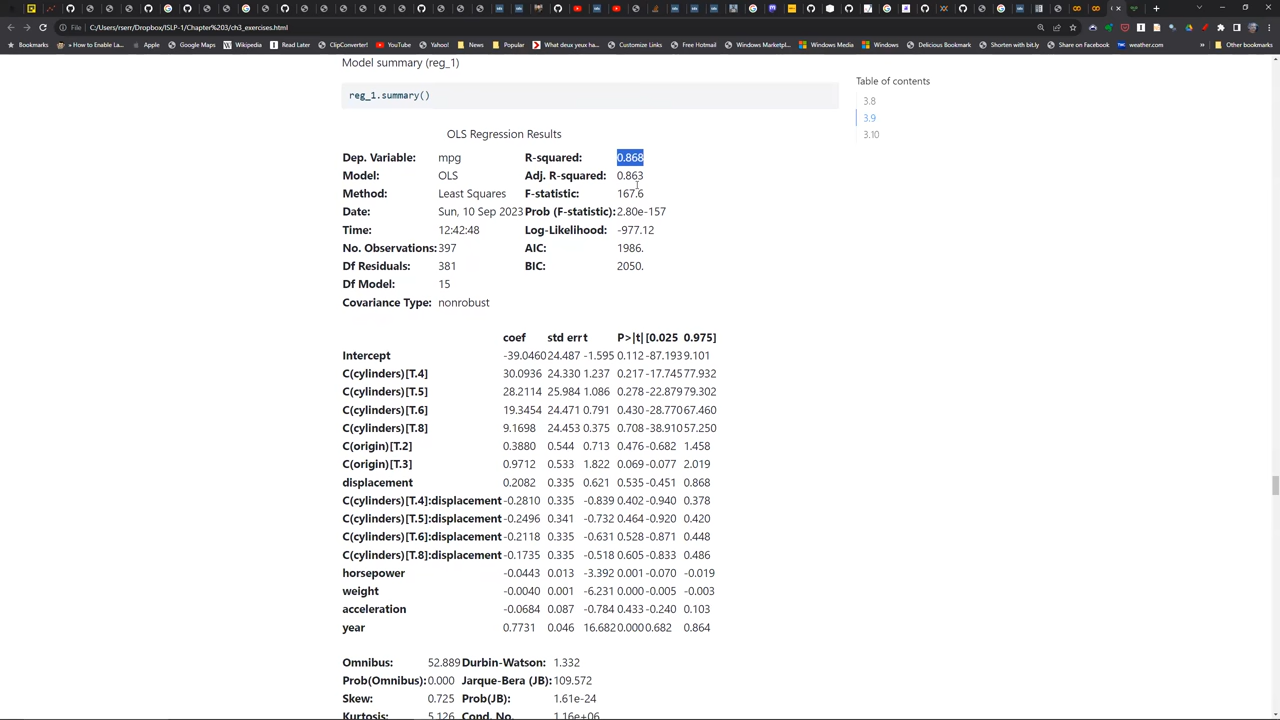 File C:/Users/rserr/Dropbox/ISLP-1/Chapter%203/ch3_exercises.html
Bookmarks How to Enable La... Apple Google Maps W Read Later ClipConverter! YouTube Yahoo! News Popular What deux yeux ha... Customize Links Free Hotmail Windows Marketpl... Windows Media Windows Delicious Bookmark Shorten with bit.ly Share on Facebook weather.com Other bookmarks
Model summary (reg_1)
Table of contents
3.8
3.9
3.10
reg_1.summary()
OLS Regression Results
Dep. Variable: mpg R-squared: 0.868
Model: OLS Adj. R-squared: 0.863
Method: Least Squares F-statistic: 167.6
Date: Sun, 10 Sep 2023 Prob (F-statistic): 2.80e-157
Time: 12:42:48 Log-Likelihood: -977.12
No. Observations: 397 AIC: 1986.
Df Residuals: 381 BIC: 2050.
Df Model: 15
Covariance Type: nonrobust
coef std err t P>|t| [0.025 0.975]
Intercept -39.0460 24.487 -1.595 0.112 -87.193 9.101
C(cylinders)[T.4] 30.0936 24.330 1.237 0.217 -17.745 77.932
C(cylinders)[T.5] 28.2114 25.984 1.086 0.278 -22.879 79.302
C(cylinders)[T.6] 19.3454 24.471 0.791 0.430 -28.770 67.460
C(cylinders)[T.8] 9.1698 24.453 0.375 0.708 -38.910 57.250
C(origin)[T.2] 0.3880 0.544 0.713 0.476 -0.682 1.458
C(origin)[T.3] 0.9712 0.533 1.822 0.069 -0.077 2.019
displacement 0.2082 0.335 0.621 0.535 -0.451 0.868
C(cylinders)[T.4]:displacement -0.2810 0.335 -0.839 0.402 -0.940 0.378
C(cylinders)[T.5]:displacement -0.2496 0.341 -0.732 0.464 -0.920 0.420
C(cylinders)[T.6]:displacement -0.2118 0.335 -0.631 0.528 -0.871 0.448
C(cylinders)[T.8]:displacement -0.1735 0.335 -0.518 0.605 -0.833 0.486
horsepower -0.0443 0.013 -3.392 0.001 -0.070 -0.019
weight -0.0040 0.001 -6.231 0.000 -0.005 -0.003
acceleration -0.0684 0.087 -0.784 0.433 -0.240 0.103
year 0.7731 0.046 16.682 0.000 0.682 0.864
Omnibus: 52.889 Durbin-Watson: 1.332
Prob(Omnibus): 0.000 Jarque-Bera (JB): 109.572
Skew: 0.725 Prob(JB): 1.61e-24
Kurtosis: 5.126 Cond. No. 1.16e+06